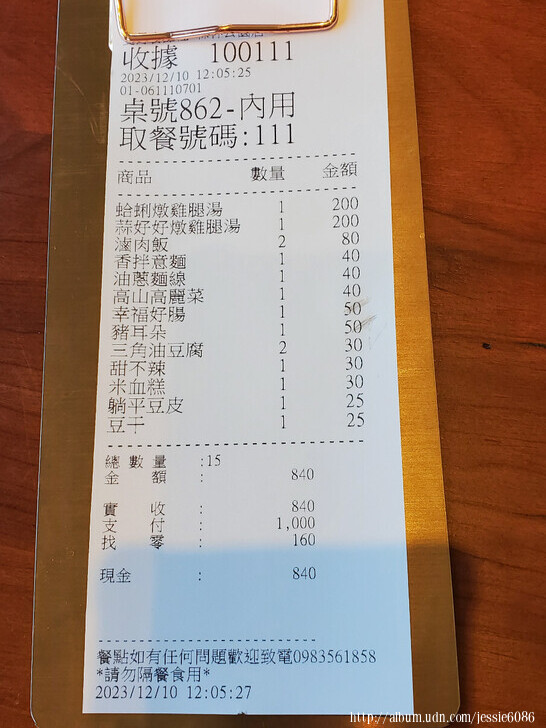 收據 100111
2023/12/10 12:05:25
01-061110701
桌號862-內用
取餐號碼:111
商品 數量 金額
蛤蜊燉雞腿湯 1 200
蒜好好燉雞腿湯 1 200
滷肉飯 2 80
香拌意麵 1 40
油蔥麵線 1 40
高山高麗菜 1 40
幸福好腸 1 50
豬耳朵 1 50
三角油豆腐 2 30
甜不辣 1 30
米血糕 1 30
躺平豆皮 1 25
豆干 1 25
總數量 :15
金額 : 840
實收 : 840
支付 : 1,000
找零 : 160
現金 : 840
餐點如有任何問題歡迎致電0983561858
*請勿隔餐食用*
2023/12/10 12:05:27
http://album.udn.com/jessie6086